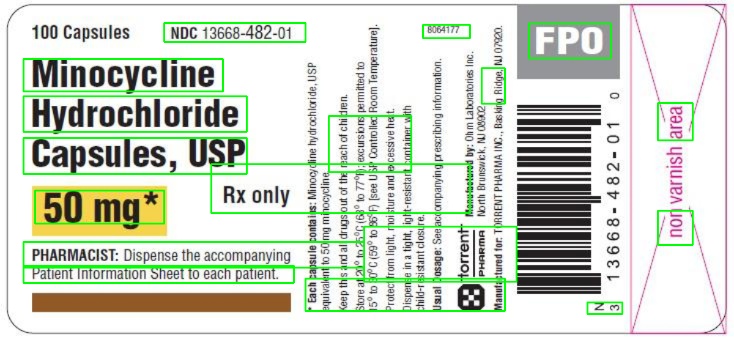 100 Capsules
NDC 13668-482-01
Minocycline
Hydrochloride
Capsules, USP
50 mg*
Rx only
PHARMACIST: Dispense the accompanying
Patient Information Sheet to each patient.
* Each capsule contains: Minocycline hydrochloride, USP
equivalent to 50 mg minocycline.
Keep this and all drugs out of the reach of children.
Store at 20° to 25°C (68° to 77°F); excursions permitted to
15° to 30°C (59° to 86°F) [see USP Controlled Room Temperature].
Protect from light, moisture and excessive heat.
Dispense in a tight, light-resistant container with
child-resistant closure.
Usual dosage: See accompanying prescribing information.
8064177
torrent
PHARMA
Manufactured by: Ohm Laboratories Inc.
North Brunswick, NJ 08902
Manufactured for: TORRENT PHARMA INC., Basking Ridge, NJ 07920.
FPO
N
3 13668-482-01 0
non varnish area